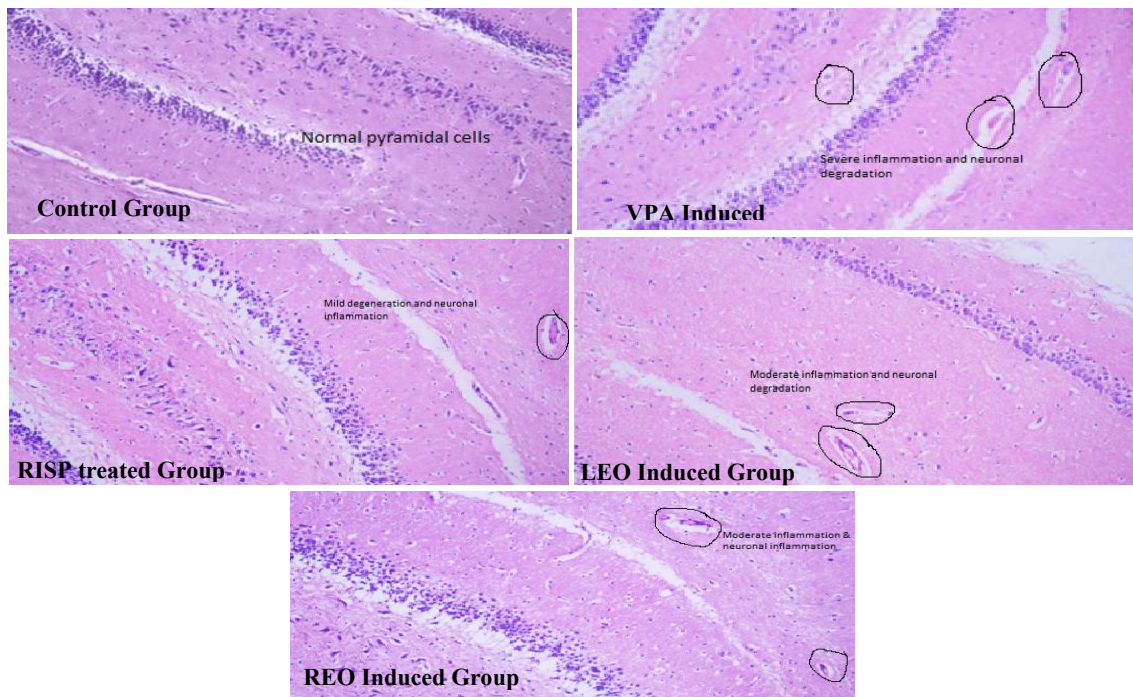 Normal pyramidal cells
Control Group
Severe inflammation and neuronal
degradation
VPA Induced
Mild degeneration and neuronal
inflammation
RISP treated Group
Moderate inflammation and neuronal
degradation
LEO Induced Group
Moderate inflammation &
neuronal inflammation
REO Induced Group